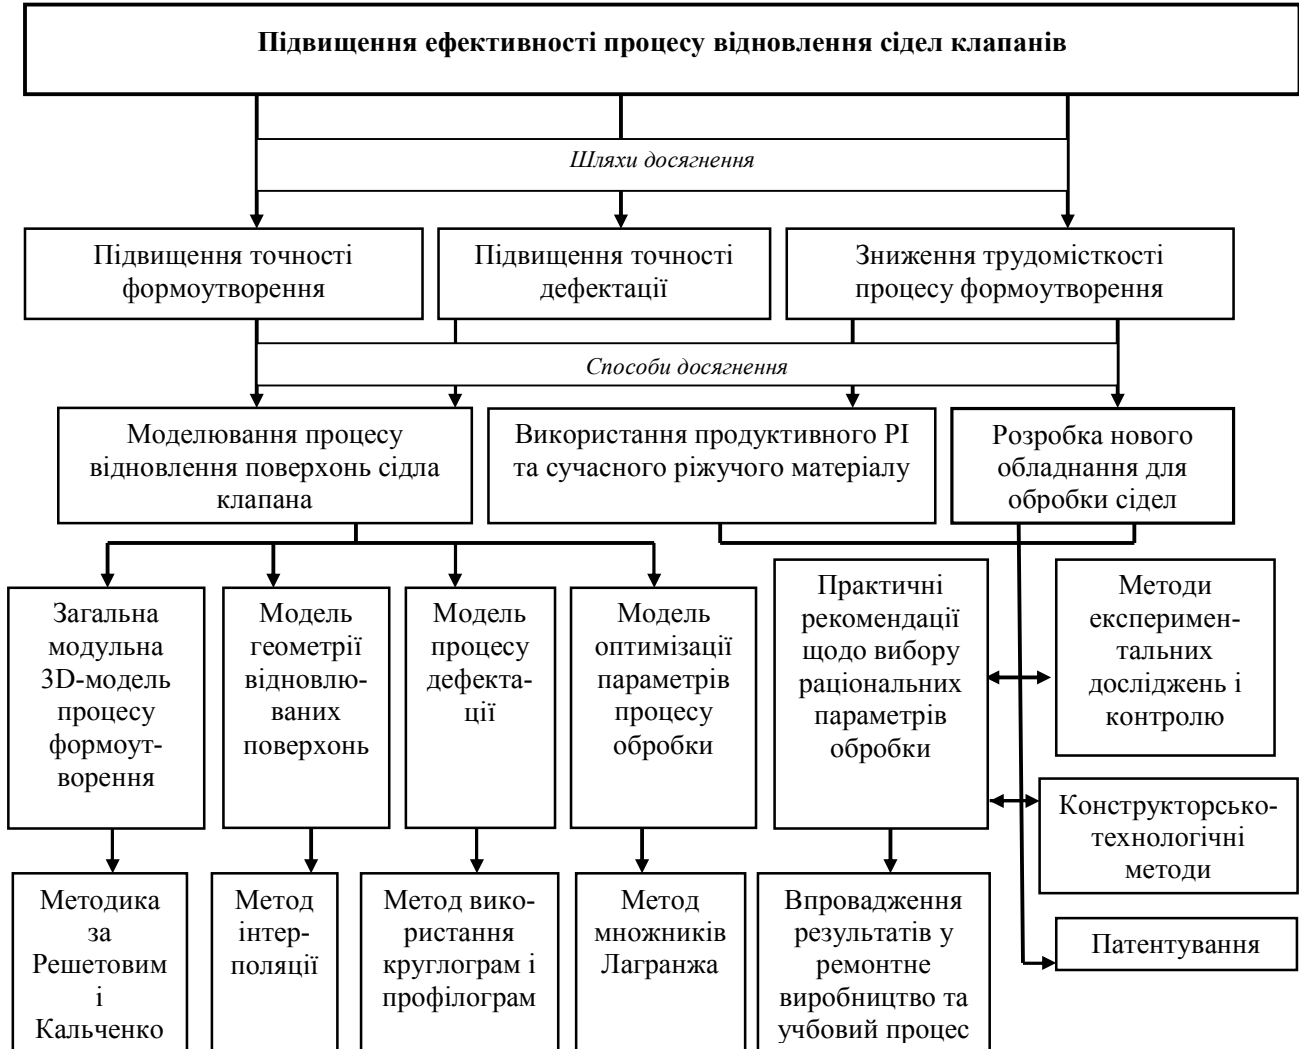 Підвищення ефективності процесу відновлення сідел клапанів
Шляхи досягнення
Підвищення точності
формоутворення
Підвищення точності
дефектації
Зниження трудомісткості
процесу формоутворення
Способи досягнення
Моделювання процесу
відновлення поверхонь сідла
клапана
Використання продуктивного РІ
та сучасного ріжучого матеріалу
Розробка нового
обладнання для
обробки сідел
Загальна
модульна
3D-модель
процесу
формоут-
ворення
Модель
геометрії
відновлю-
ваних
поверхонь
Модель
процесу
дефекта-
ції
Модель
оптимізації
параметрів
процесу
обробки
Практичні
рекомендації
щодо вибору
раціональних
параметрів
обробки
Методи
експеримен-
тальних
досліджень і
контролю
Конструкторсько-
технологічні
методи
Методика
за
Решетовим
і
Кальченко
Метод
інтер-
поляції
Метод вико-
ристання
круглограм і
профілограм
Метод
множників
Лагранжа
Впровадження
результатів у
ремонтне
виробництво та
учбовий процес
Патентування